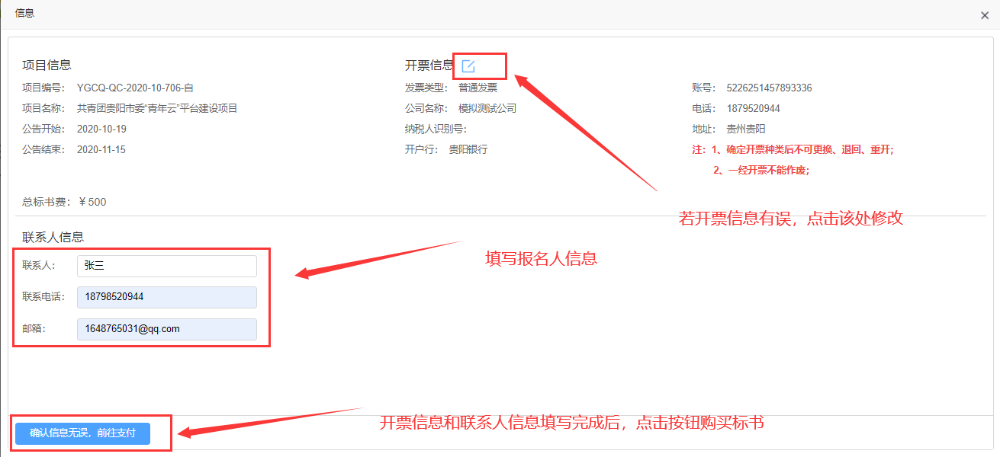 信息
项目信息
项目编号： YGCQ-QC-2020-10-706-自
项目名称： 共青团贵阳市委“青年云”平台建设项目
公告开始： 2020-10-19
公告结束： 2020-11-15
总标书费：￥500
开票信息
发票类型： 普通发票
公司名称： 模拟测试公司
纳税人识别号：
开户行： 贵阳银行
账号： 5226251457893336
电话： 1879520944
地址： 贵州贵阳
注：1、确定开票种类后不可更换、退回、重开;
2、一经开票不能作废;
若开票信息有误，点击该处修改
联系人信息
联系人： 张三
联系电话： 18798520944
邮箱： 1648765031@qq.com
填写报名人信息
确认信息无误，前往支付
开票信息和联系人信息填写完成后，点击按钮购买标书